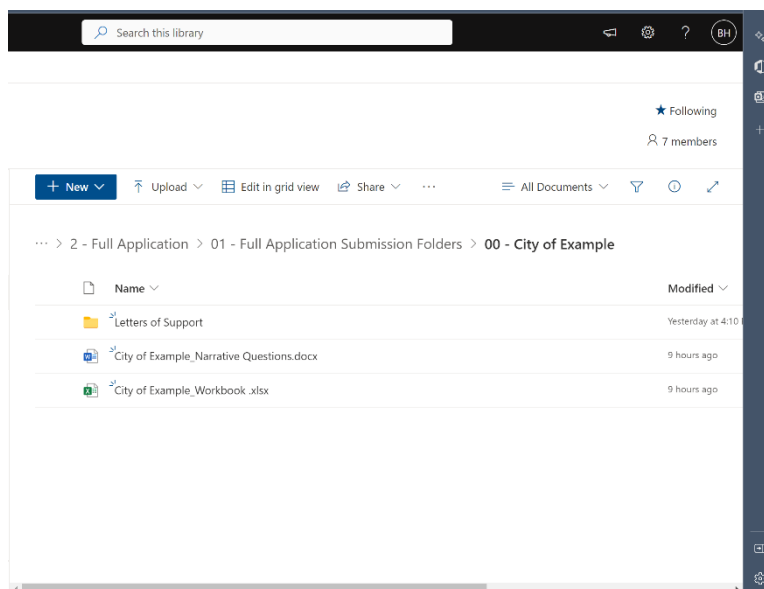 Search this library
? BH
Following
7 members
+ New Upload Edit in grid view Share ... All Documents
... > 2 - Full Application > 01 - Full Application Submission Folders > 00 - City of Example
Name Modified
Letters of Support Yesterday at 4:10
City of Example_Narrative Questions.docx 9 hours ago
City of Example_Workbook .xlsx 9 hours ago